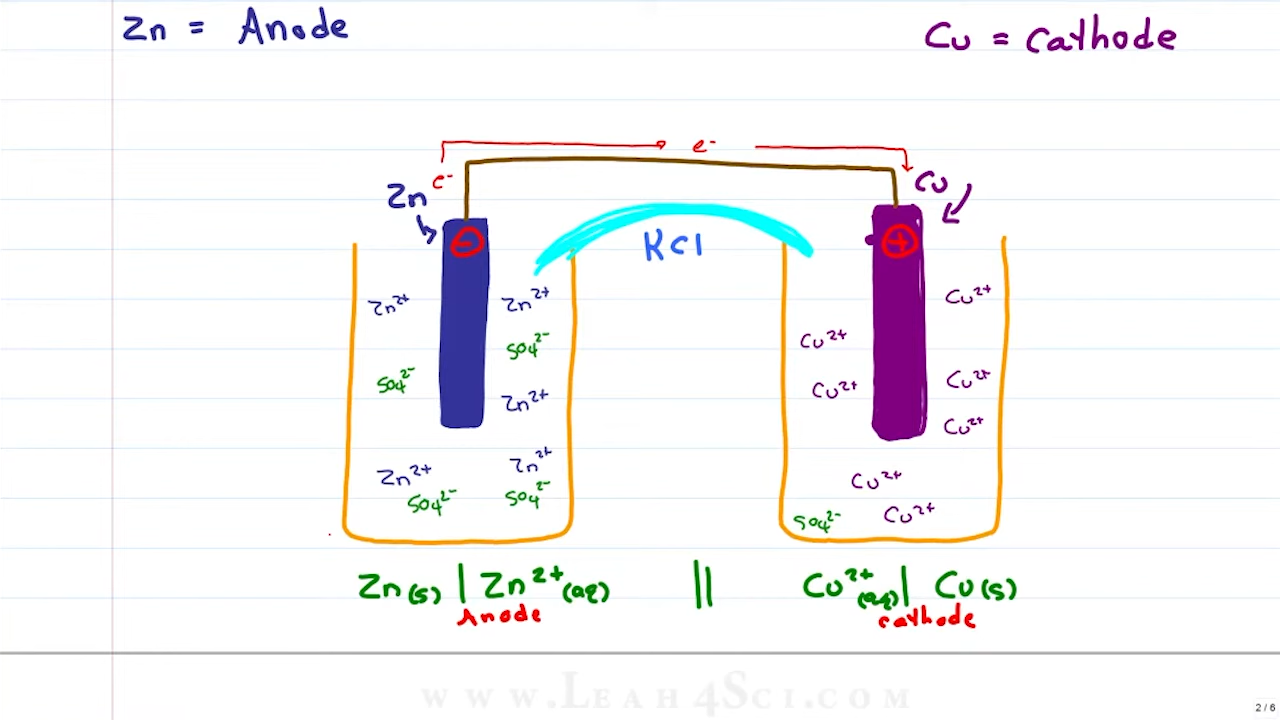 Zn = Anode
Cu = Cathode
e⁻
Zn e⁻
Cu
⊖
⊕
KCl
Zn²⁺ Zn²⁺
Cu²⁺
SO₄²⁻
Cu²⁺
SO₄²⁻
Cu²⁺ Cu²⁺
Zn²⁺
Cu²⁺
Zn²⁺ Zn²⁺
Cu²⁺
SO₄²⁻ SO₄²⁻
SO₄²⁻ Cu²⁺
Zn(s) | Zn²⁺(aq) || Cu²⁺(aq) | Cu(s)
Anode cathode
www.Leah4Sci.com
2/6